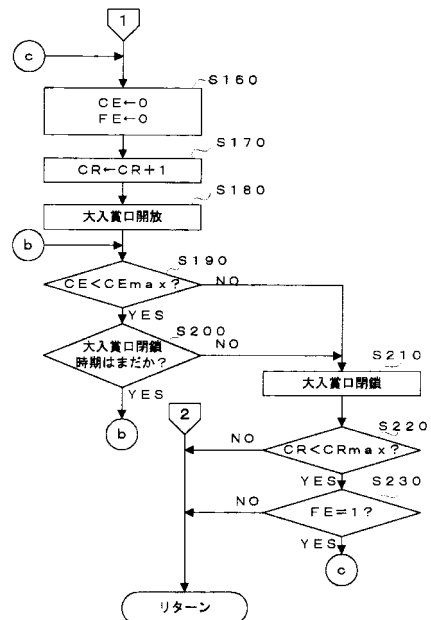 1
c
S160
CE←0
FE←0
S170
CR←CR+1
S180
大入賞口開放
b
S190
CE<CEmax?
NO
YES
S200
大入賞口閉鎖
時期はまだか?
NO
YES
b
S210
大入賞口閉鎖
2
S220
CR<CRmax?
NO
YES
S230
FE=1?
NO
YES
c
リターン